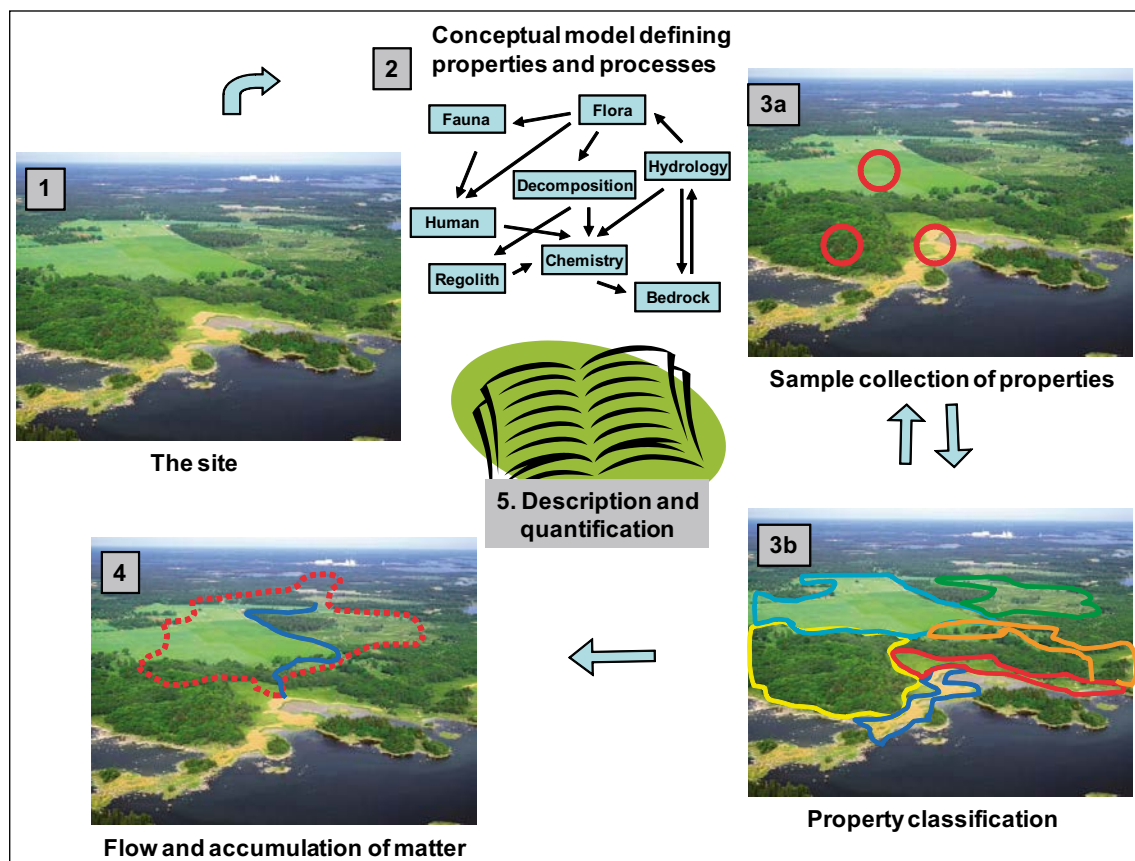 Conceptual model defining
properties and processes
2
Fauna
Flora
Hydrology
Decomposition
Human
Chemistry
Regolith
Bedrock
1
The site
3a
Sample collection of properties
5. Description and
quantification
3b
Property classification
4
Flow and accumulation of matter